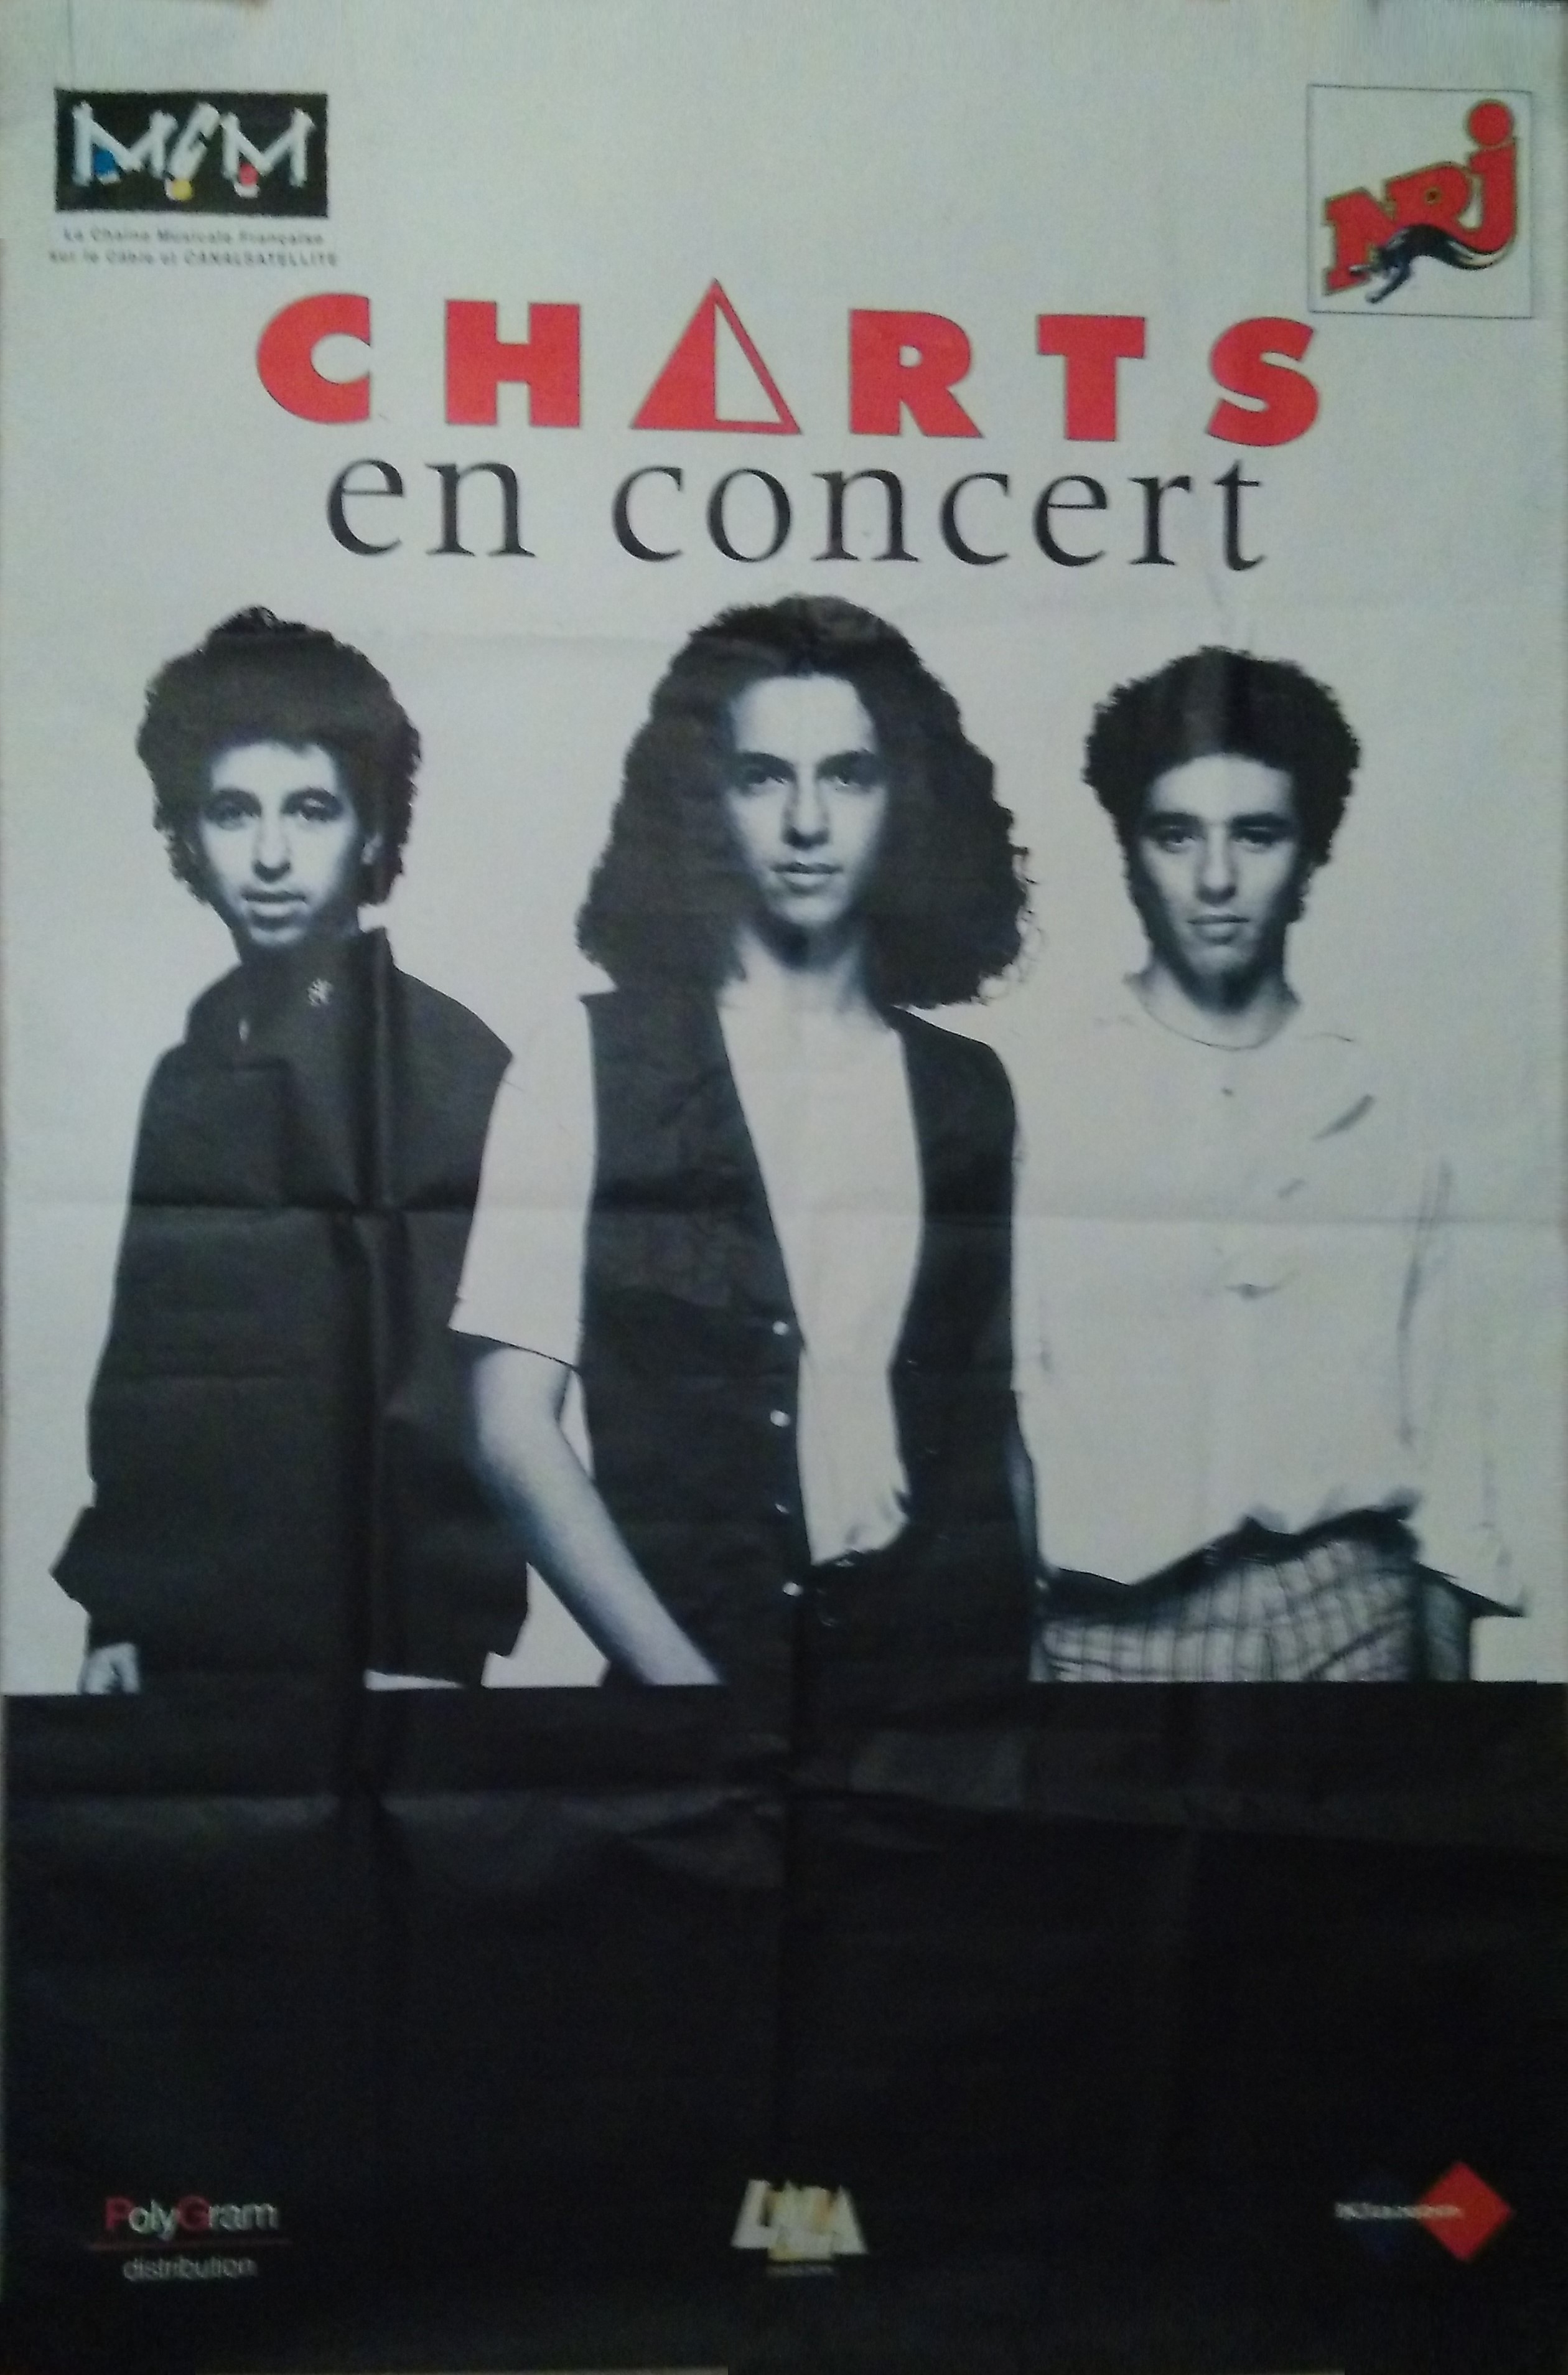 MCM
La Chaîne Musicale Française
sur le Câble et CANALSATELLITE
NRJ
CHARTS
en concert
PolyGram
distribution